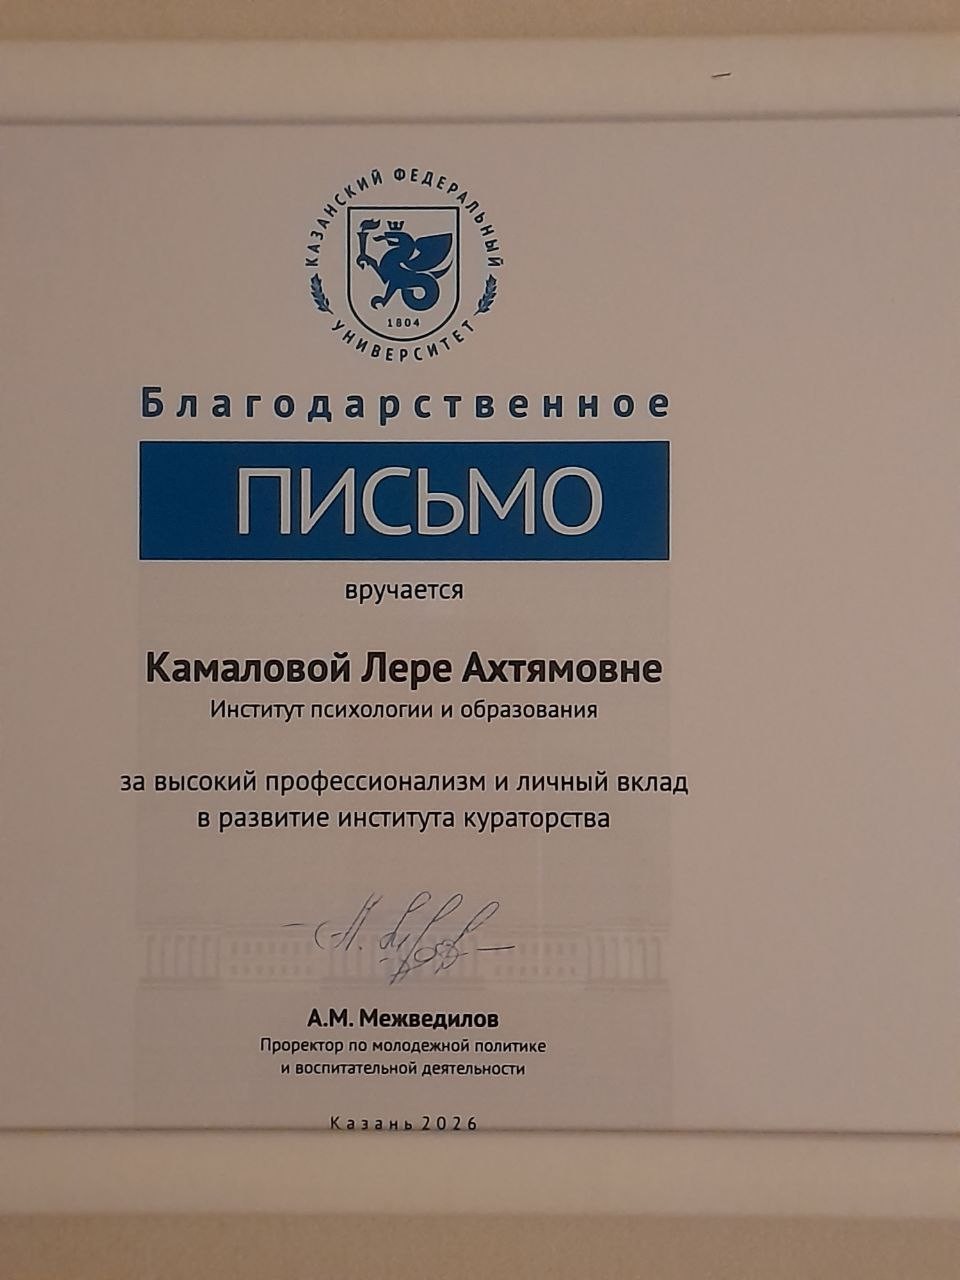 КАЗАНСКИЙ ФЕДЕРАЛЬНЫЙ
УНИВЕРСИТЕТ
1804
Благодарственное
ПИСЬМО
вручается
Камаловой Лере Ахтямовне
Институт психологии и образования
за высокий профессионализм и личный вклад
в развитие института кураторства
А.М. Межведилов
Проректор по молодежной политике
и воспитательной деятельности
Казань 2026